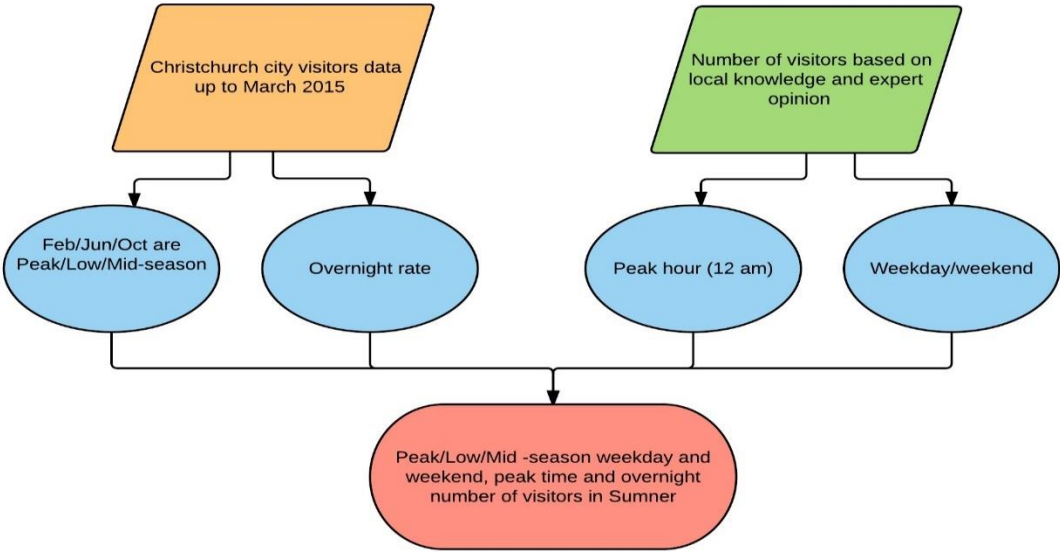 Christchurch city visitors data
up to March 2015
Number of visitors based on
local knowledge and expert
opinion
Feb/Jun/Oct are
Peak/Low/Mid-season
Overnight rate
Peak hour (12 am)
Weekday/weekend
Peak/Low/Mid -season weekday and
weekend, peak time and overnight
number of visitors in Sumner